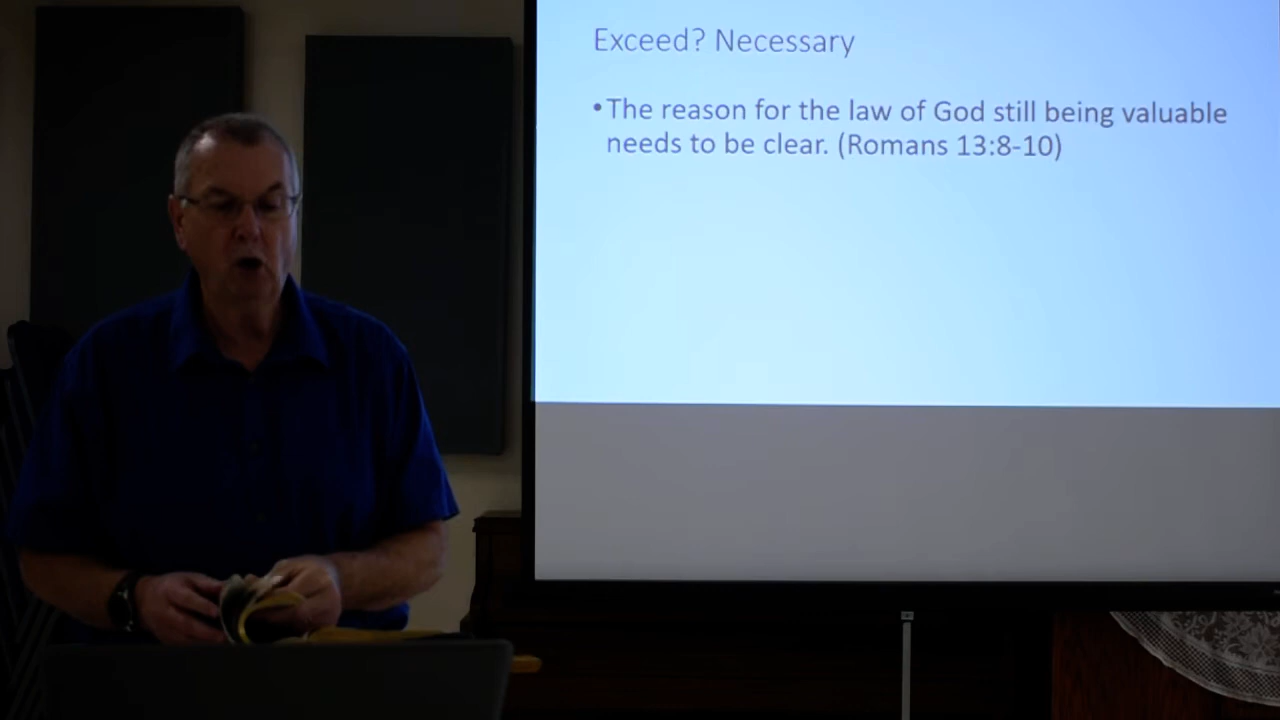 Exceed? Necessary
•The reason for the law of God still being valuable
needs to be clear. (Romans 13:8-10)